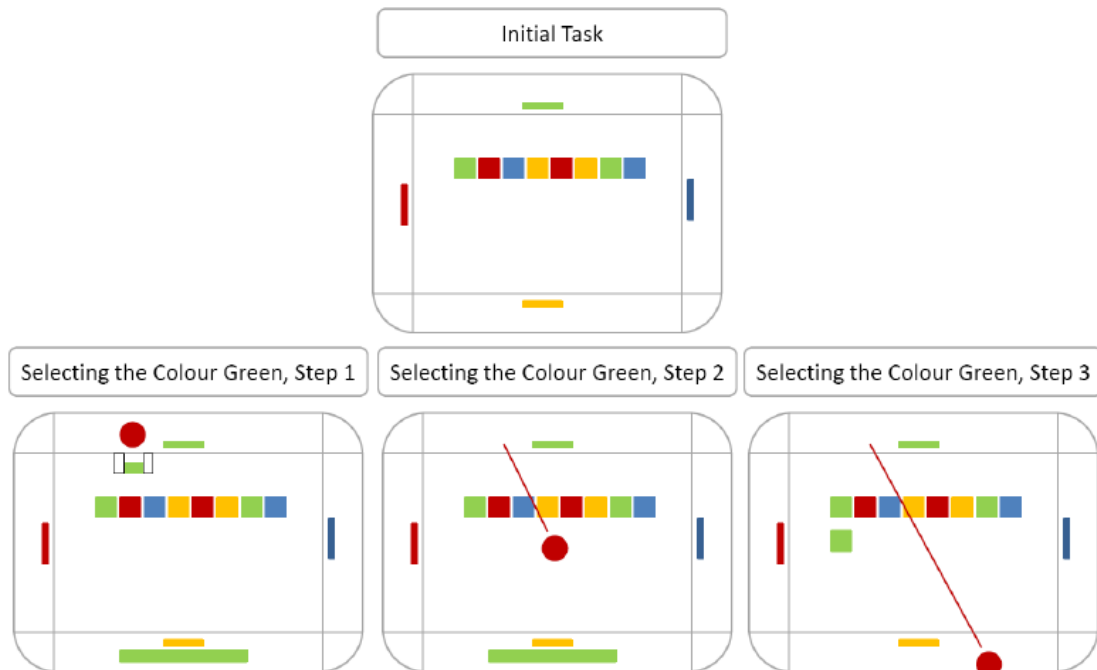 Initial Task
Selecting the Colour Green, Step 1
Selecting the Colour Green, Step 2
Selecting the Colour Green, Step 3